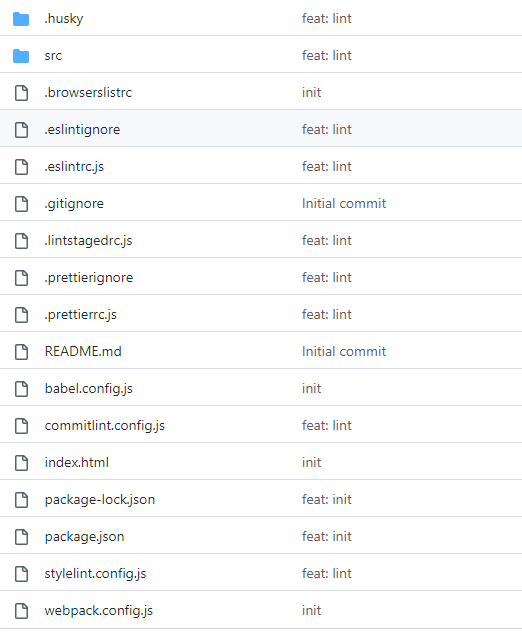 .husky feat: lint
src feat: lint
.browserslistrc init
.eslintignore feat: lint
.eslintrc.js feat: lint
.gitignore Initial commit
.lintstagedrc.js feat: lint
.prettierignore feat: lint
.prettierrc.js feat: lint
README.md Initial commit
babel.config.js init
commitlint.config.js feat: lint
index.html init
package-lock.json feat: init
package.json feat: init
stylelint.config.js feat: lint
webpack.config.js init